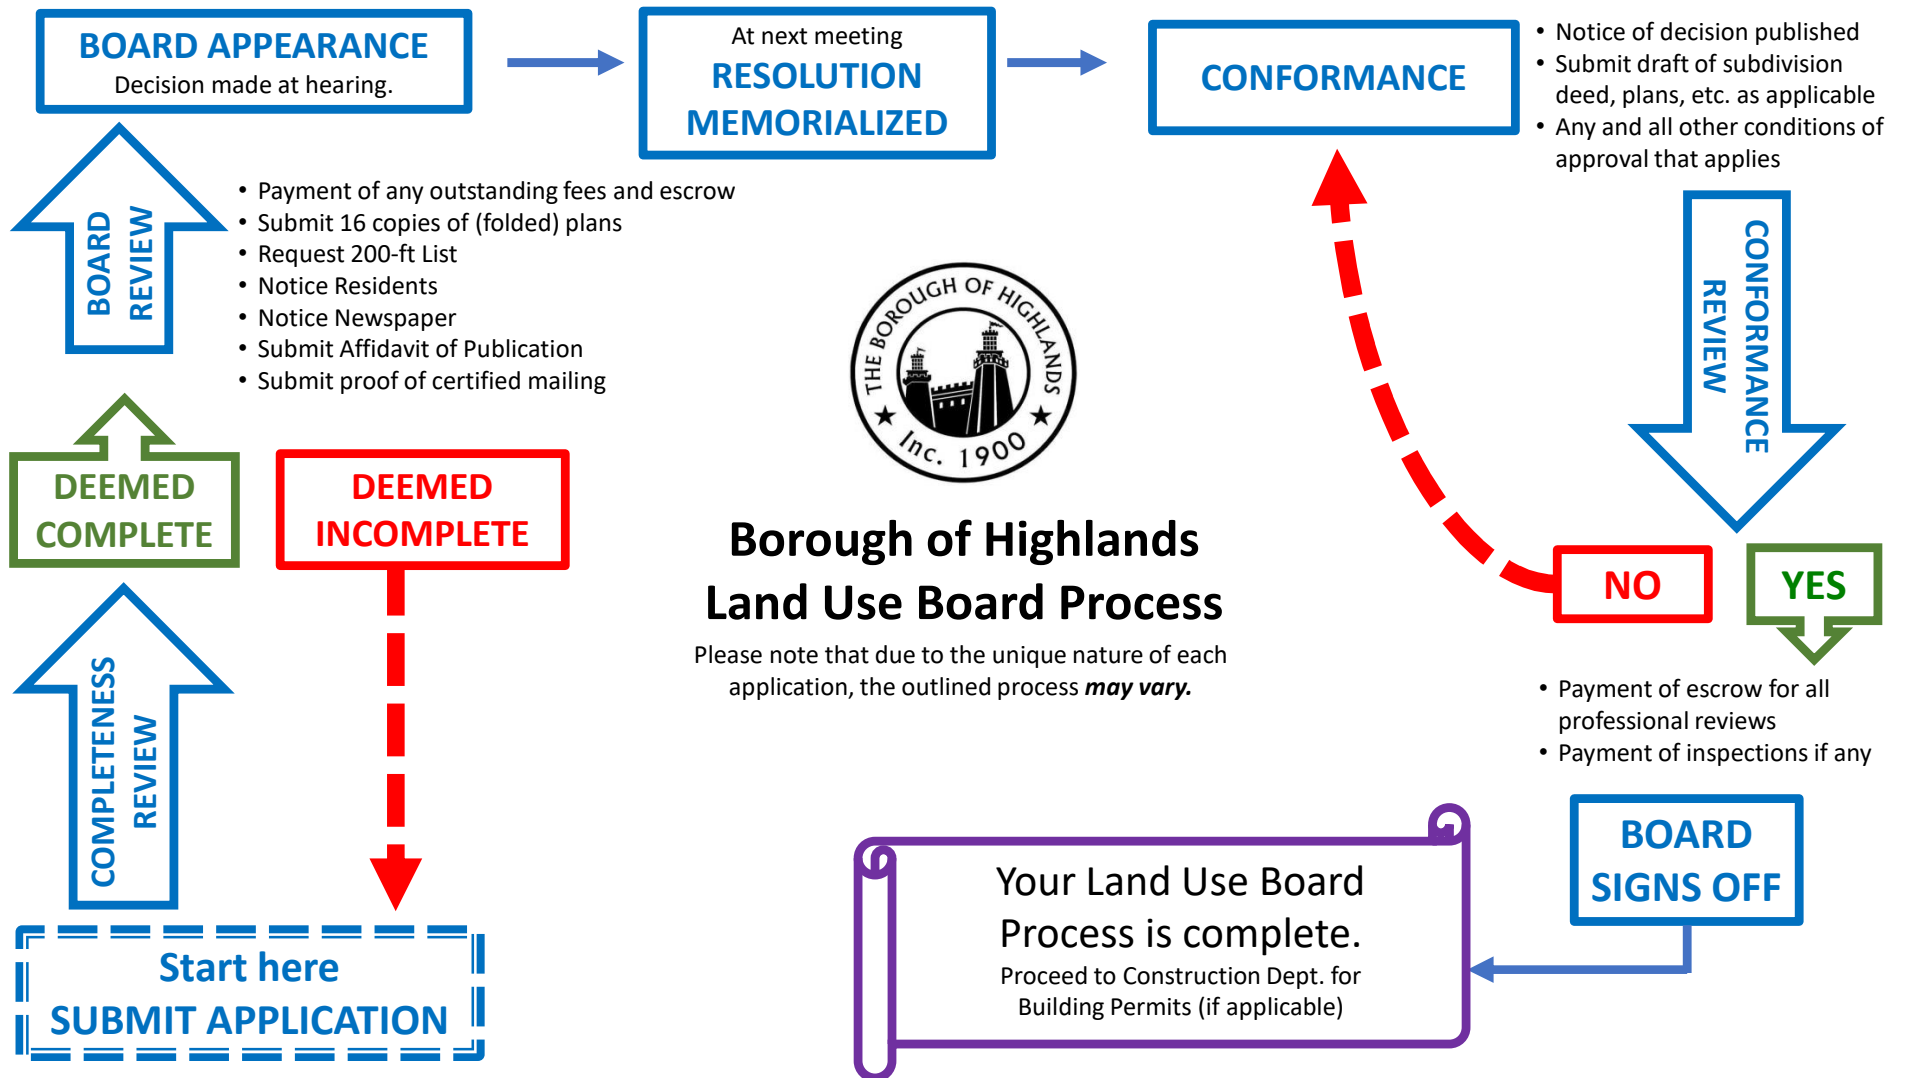 BOARD APPEARANCE
Decision made at hearing.
At next meeting
RESOLUTION
MEMORIALIZED
CONFORMANCE
• Notice of decision published
• Submit draft of subdivision
deed, plans, etc. as applicable
• Any and all other conditions of
approval that applies
BOARD
REVIEW
• Payment of any outstanding fees and escrow
• Submit 16 copies of (folded) plans
• Request 200-ft List
• Notice Residents
• Notice Newspaper
• Submit Affidavit of Publication
• Submit proof of certified mailing
CONFORMANCE
REVIEW
THE BOROUGH OF HIGHLANDS
Inc. 1900
DEEMED
COMPLETE
DEEMED
INCOMPLETE
Borough of Highlands
Land Use Board Process
Please note that due to the unique nature of each
application, the outlined process may vary.
NO
YES
COMPLETENESS
REVIEW
• Payment of escrow for all
professional reviews
• Payment of inspections if any
BOARD
SIGNS OFF
Your Land Use Board
Process is complete.
Proceed to Construction Dept. for
Building Permits (if applicable)
Start here
SUBMIT APPLICATION